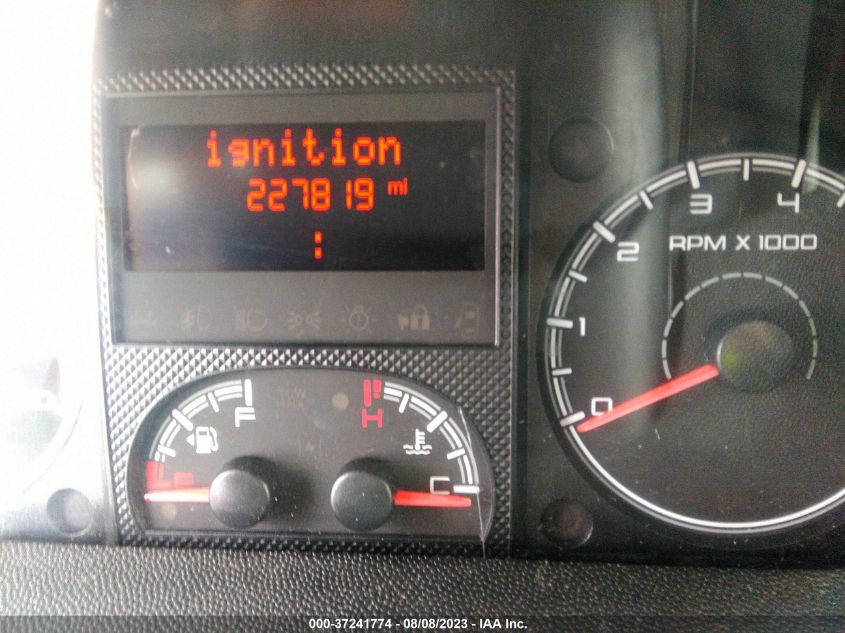 ignition
227819 mi
:
0 1 2 3 4
RPM X 1000
F H
E C
000-37241774 - 08/08/2023 - IAA Inc.